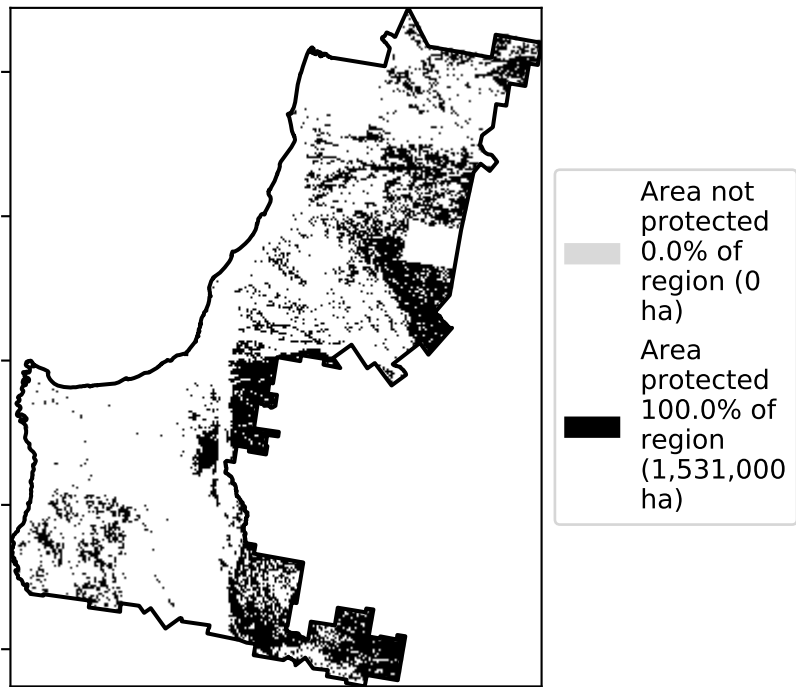 Area not
protected
0.0% of
region (0
ha)
Area
protected
100.0% of
region
(1,531,000
ha)